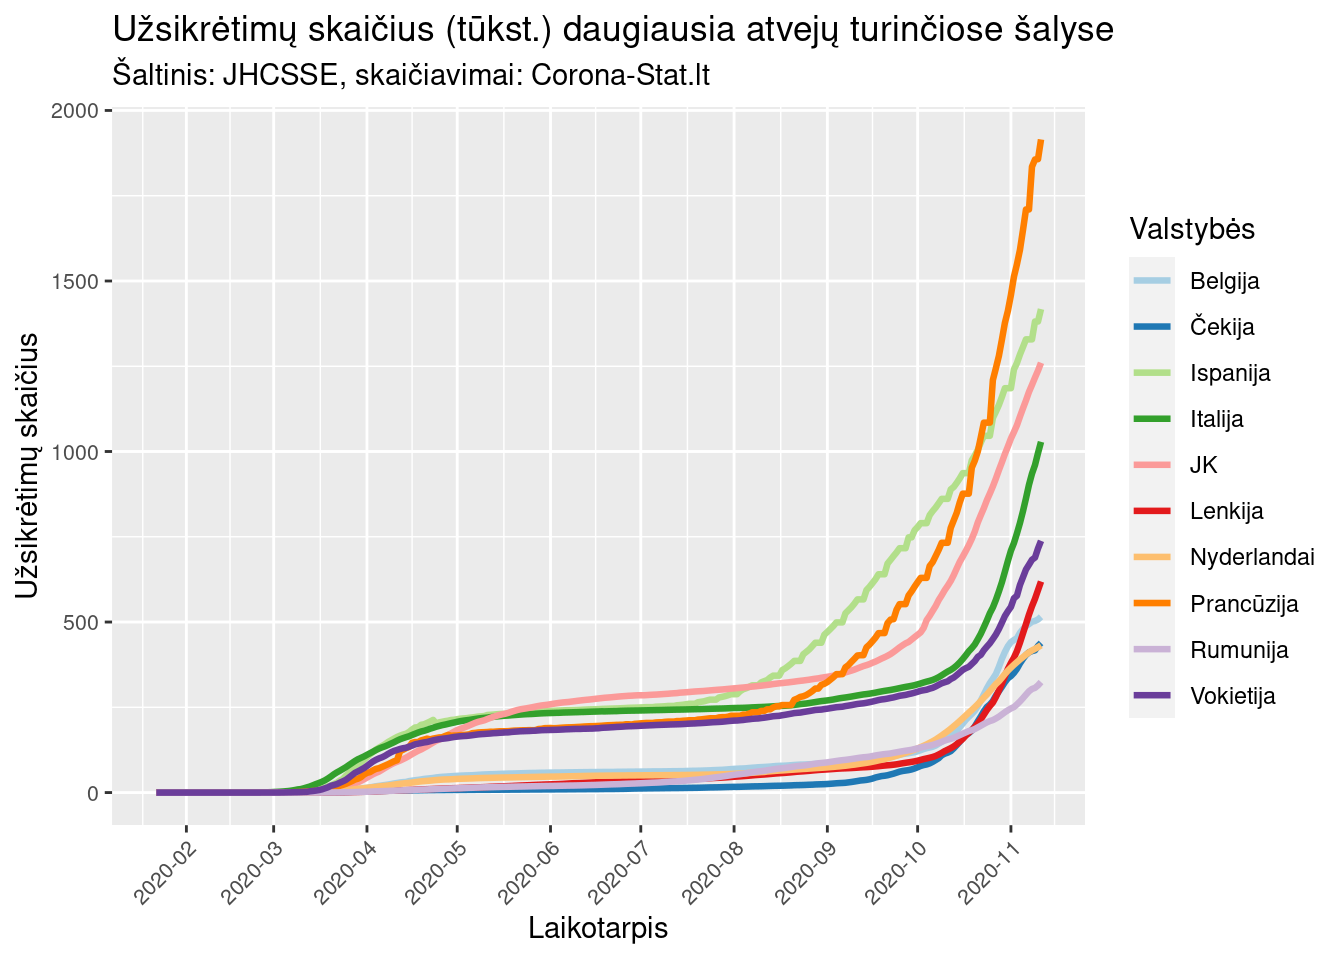 Užsikrėtimų skaičius (tūkst.) daugiausia atvejų turinčiose šalyse
Šaltinis: JHCSSE, skaičiavimai: Corona-Stat.lt
Užsikrėtimų skaičius
2000
1500
1000
500
0
2020-02
2020-03
2020-04
2020-05
2020-06
2020-07
2020-08
2020-09
2020-10
2020-11
Laikotarpis
Valstybės
Belgija
Čekija
Ispanija
Italija
JK
Lenkija
Nyderlandai
Prancūzija
Rumunija
Vokietija